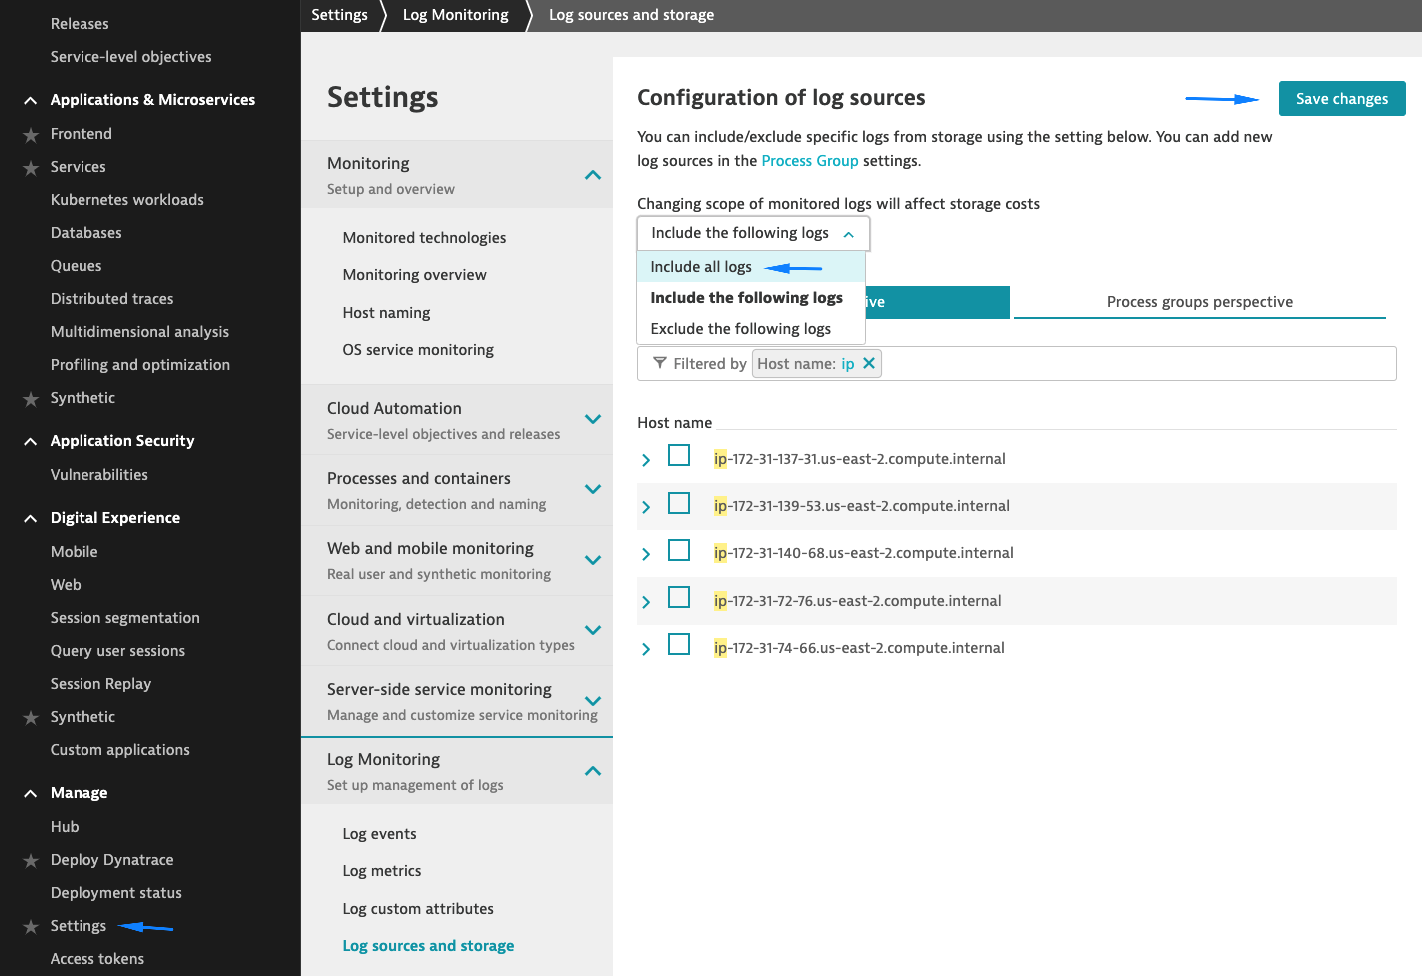 Releases
Service-level objectives
Applications & Microservices
Frontend
Services
Kubernetes workloads
Databases
Queues
Distributed traces
Multidimensional analysis
Profiling and optimization
Synthetic
Application Security
Vulnerabilities
Digital Experience
Mobile
Web
Session segmentation
Query user sessions
Session Replay
Synthetic
Custom applications
Manage
Hub
Deploy Dynatrace
Deployment status
Settings
Access tokens
Settings Log Monitoring Log sources and storage
Settings
Monitoring
Setup and overview
Monitored technologies
Monitoring overview
Host naming
OS service monitoring
Cloud Automation
Service-level objectives and releases
Processes and containers
Monitoring, detection and naming
Web and mobile monitoring
Real user and synthetic monitoring
Cloud and virtualization
Connect cloud and virtualization types
Server-side service monitoring
Manage and customize service monitoring
Log Monitoring
Set up management of logs
Log events
Log metrics
Log custom attributes
Log sources and storage
Configuration of log sources
Save changes
You can include/exclude specific logs from storage using the setting below. You can add new
log sources in the Process Group settings.
Changing scope of monitored logs will affect storage costs
Include the following logs
Include all logs
Include the following logs
Exclude the following logs
ive
Process groups perspective
Filtered by Host name: ip
Host name
ip-172-31-137-31.us-east-2.compute.internal
ip-172-31-139-53.us-east-2.compute.internal
ip-172-31-140-68.us-east-2.compute.internal
ip-172-31-72-76.us-east-2.compute.internal
ip-172-31-74-66.us-east-2.compute.internal